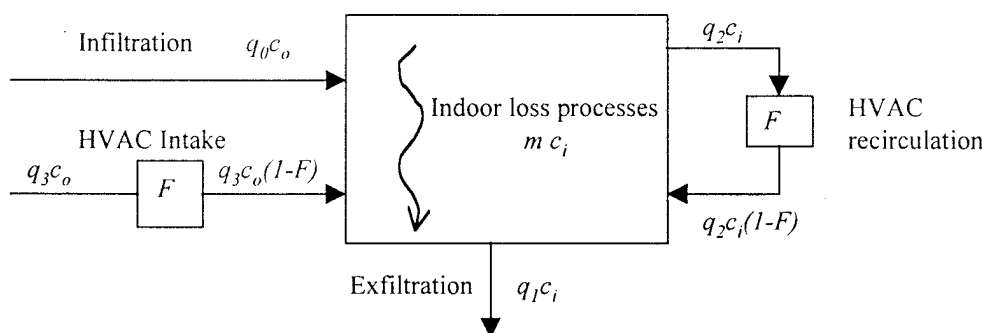 Infiltration q₀cₒ
q₂cᵢ
HVAC Intake
q₃cₒ
F
q₃cₒ(1-F)
Indoor loss processes
m cᵢ
F
HVAC
recirculation
q₂cᵢ(1-F)
Exfiltration q₁cᵢ